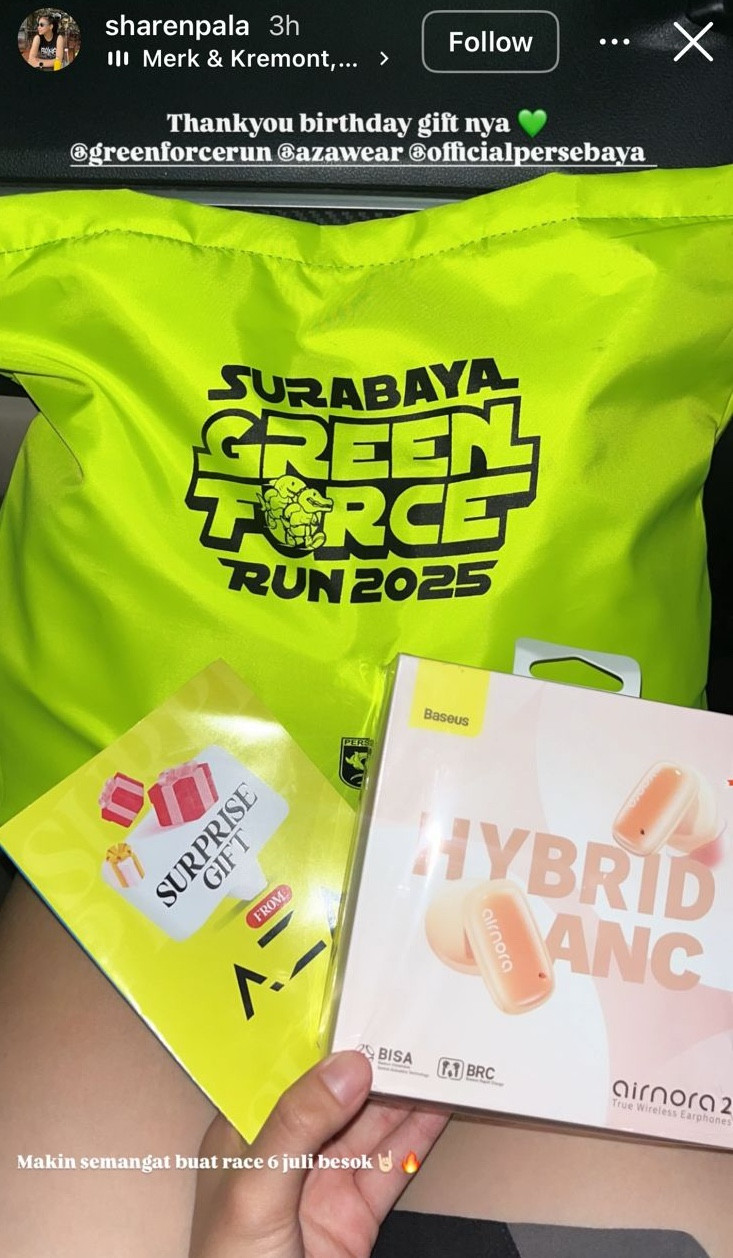 sharenpala 3h
Merk & Kremont,... >
Follow
Thankyou birthday gift nya 💚
@greenforcerun @azawear @officialpersebaya
SURABAYA
GREEN
FORCE
RUN 2025
SURPRISE
GIFT
FROM
AZA
Baseus
HYBRID
ANC
airnora
BISA
BRC
airnora 2
True Wireless Earphones
Makin semangat buat race 6 juli besok 🤘🏻🔥